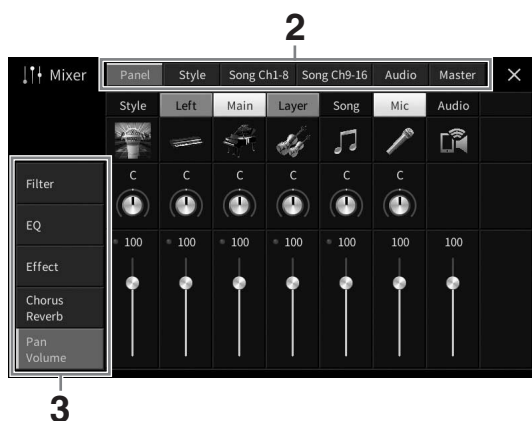 2
Mixer
Panel Style Song Ch1-8 Song Ch9-16 Audio Master ×
Style Left Main Layer Song Mic Audio
C C C C C C
100 100 100 100 100 100 100
Filter
EQ
Effect
Chorus
Reverb
Pan
Volume
3